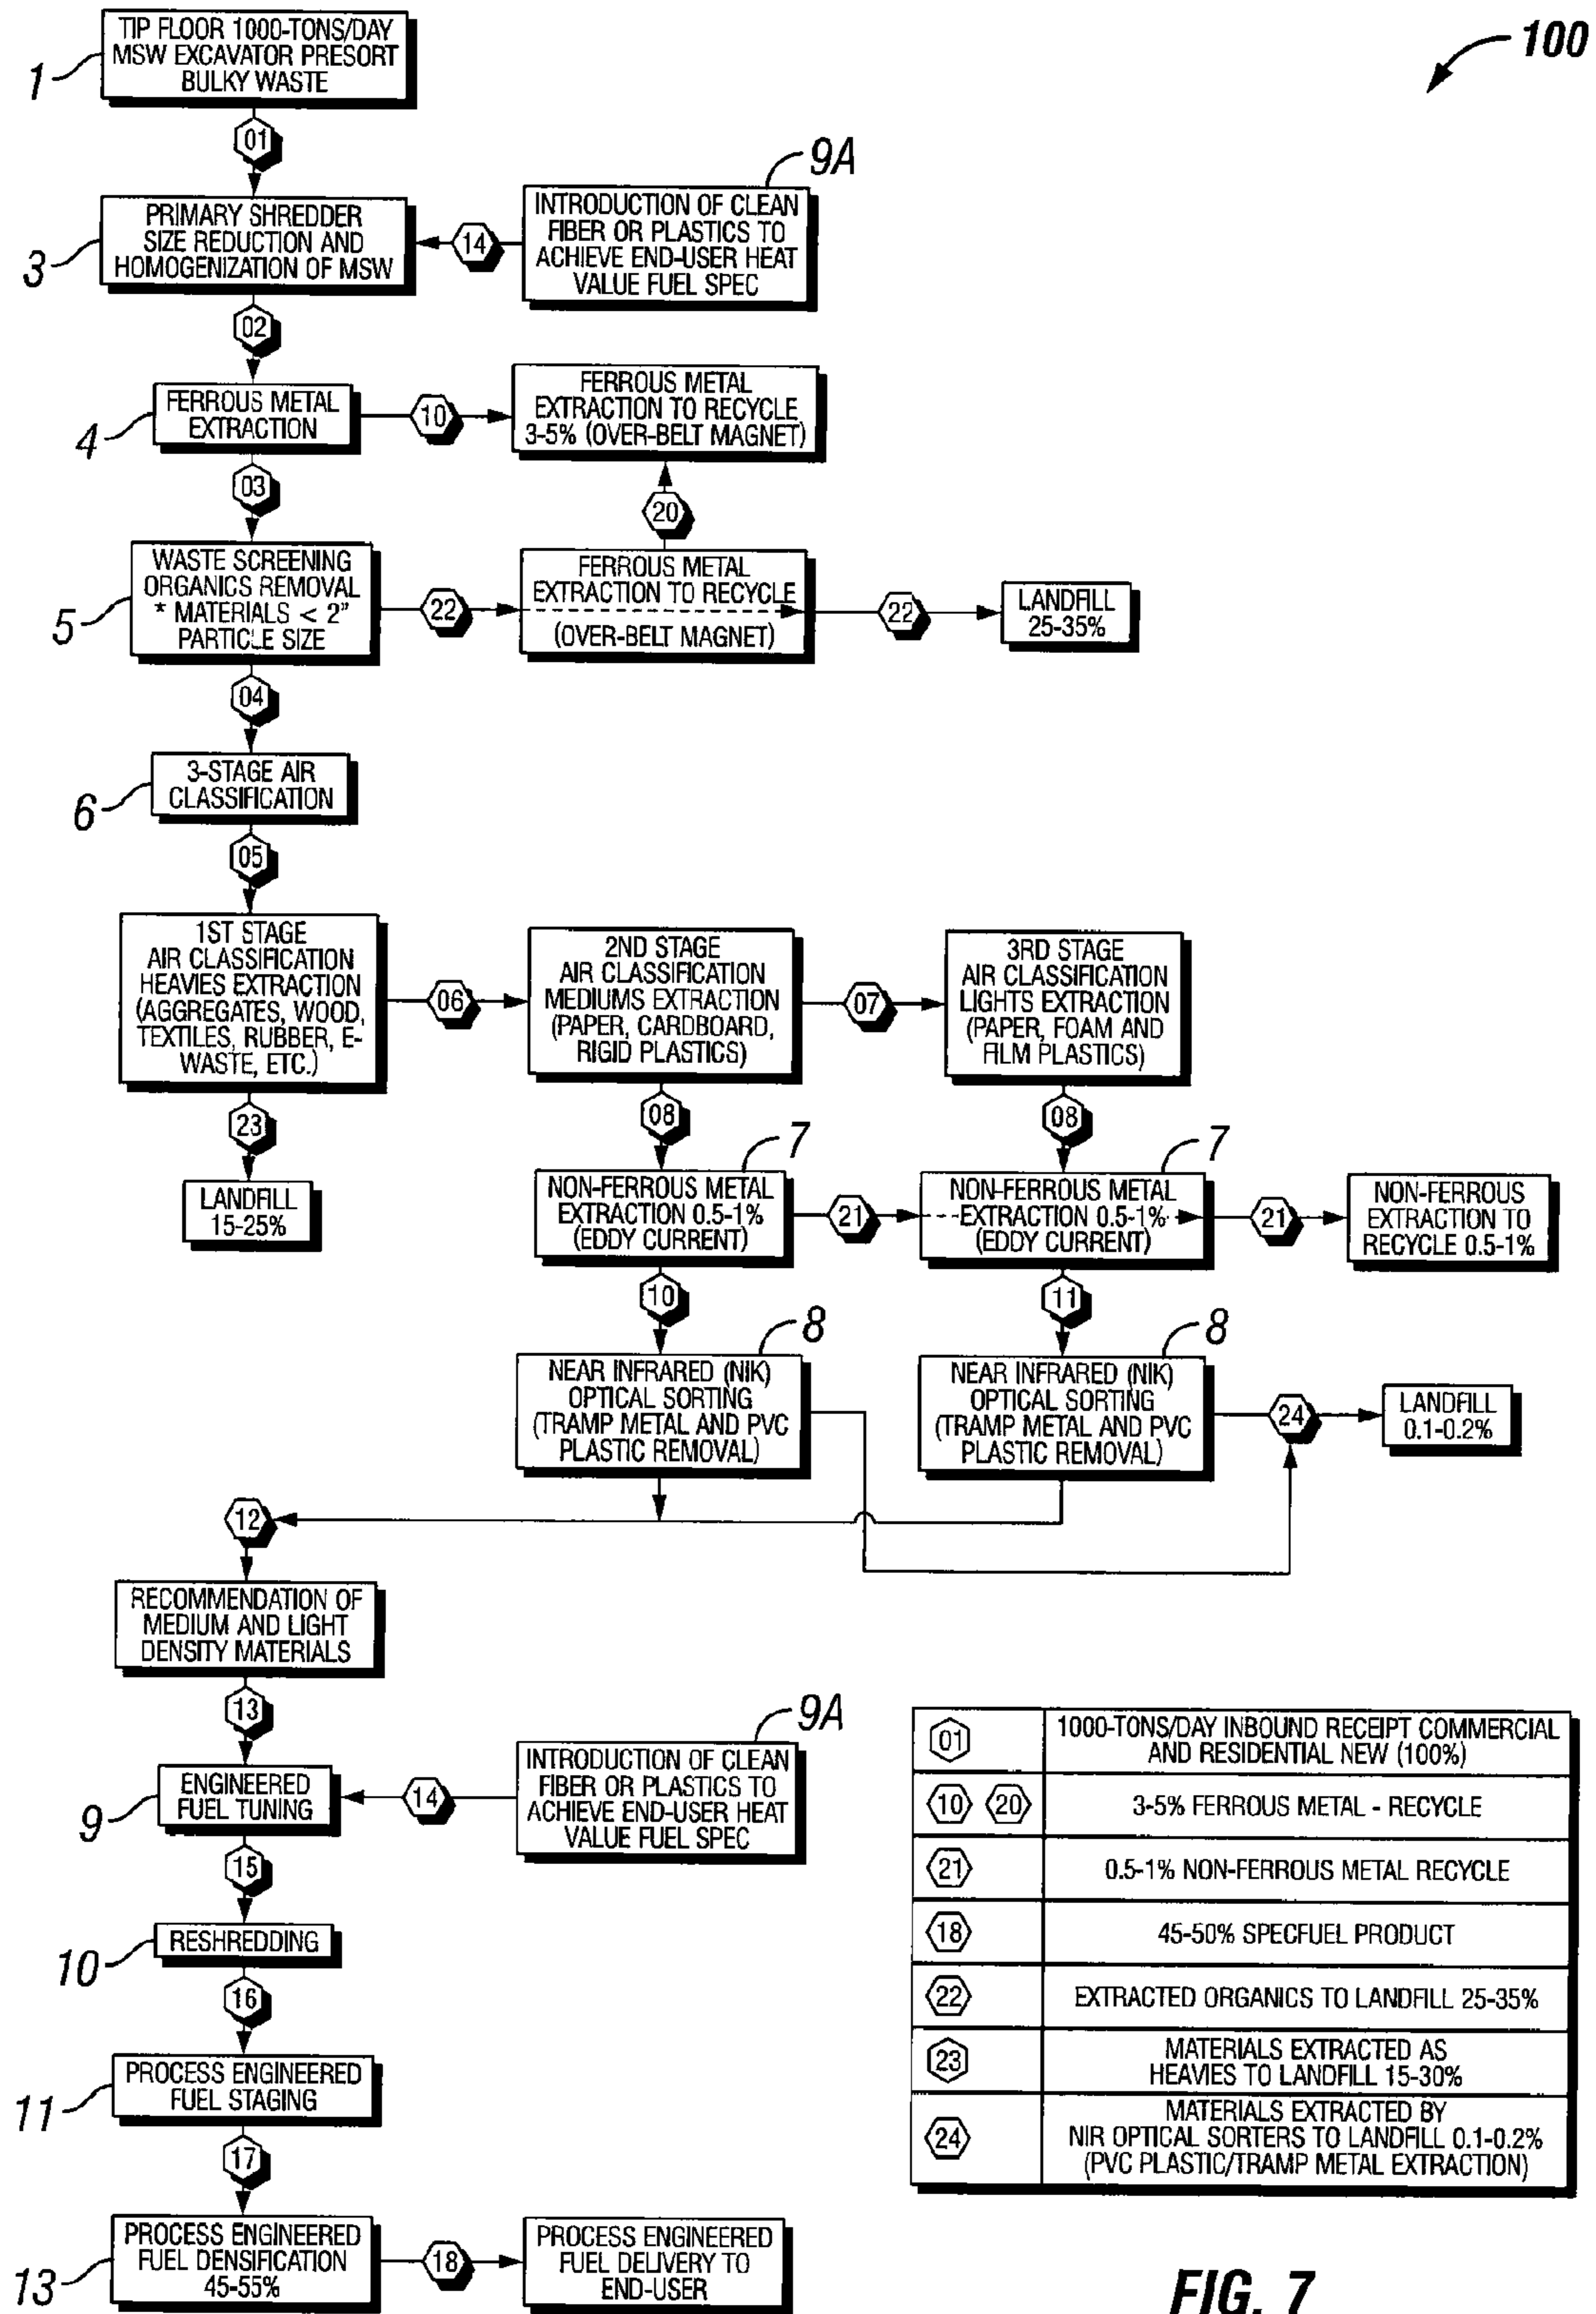 100
TIP FLOOR 1000-TONS/DAY
MSW EXCAVATOR PRESORT
BULKY WASTE
1
01
9A
PRIMARY SHREDDER
SIZE REDUCTION AND
HOMOGENIZATION OF MSW
3
14
INTRODUCTION OF CLEAN
FIBER OR PLASTICS TO
ACHIEVE END-USER HEAT
VALUE FUEL SPEC
02
FERROUS METAL
EXTRACTION
4
10
FERROUS METAL
EXTRACTION TO RECYCLE
3-5% (OVER-BELT MAGNET)
03
20
WASTE SCREENING
ORGANICS REMOVAL
* MATERIALS < 2"
PARTICLE SIZE
5
22
FERROUS METAL
EXTRACTION TO RECYCLE
(OVER-BELT MAGNET)
22
LANDFILL
25-35%
04
3-STAGE AIR
CLASSIFICATION
6
05
1ST STAGE
AIR CLASSIFICATION
HEAVIES EXTRACTION
(AGGREGATES, WOOD,
TEXTILES, RUBBER, E-
WASTE, ETC.)
06
2ND STAGE
AIR CLASSIFICATION
MEDIUMS EXTRACTION
(PAPER, CARDBOARD,
RIGID PLASTICS)
07
3RD STAGE
AIR CLASSIFICATION
LIGHTS EXTRACTION
(PAPER, FOAM AND
FILM PLASTICS)
23
08
08
LANDFILL
15-25%
7
NON-FERROUS METAL
EXTRACTION 0.5-1%
(EDDY CURRENT)
21
7
NON-FERROUS METAL
EXTRACTION 0.5-1%
(EDDY CURRENT)
21
NON-FERROUS
EXTRACTION TO
RECYCLE 0.5-1%
10
11
8
NEAR INFRARED (NIK)
OPTICAL SORTING
(TRAMP METAL AND PVC
PLASTIC REMOVAL)
8
NEAR INFRARED (NIK)
OPTICAL SORTING
(TRAMP METAL AND PVC
PLASTIC REMOVAL)
24
LANDFILL
0.1-0.2%
12
RECOMMENDATION OF
MEDIUM AND LIGHT
DENSITY MATERIALS
13
9A
ENGINEERED
FUEL TUNING
9
14
INTRODUCTION OF CLEAN
FIBER OR PLASTICS TO
ACHIEVE END-USER HEAT
VALUE FUEL SPEC
15
RESHREDDING
10
16
PROCESS ENGINEERED
FUEL STAGING
11
17
PROCESS ENGINEERED
FUEL DENSIFICATION
45-55%
13
18
PROCESS ENGINEERED
FUEL DELIVERY TO
END-USER
01 1000-TONS/DAY INBOUND RECEIPT COMMERCIAL
AND RESIDENTIAL NEW (100%)
10 20 3-5% FERROUS METAL - RECYCLE
21 0.5-1% NON-FERROUS METAL RECYCLE
18 45-50% SPECFUEL PRODUCT
22 EXTRACTED ORGANICS TO LANDFILL 25-35%
23 MATERIALS EXTRACTED AS
HEAVIES TO LANDFILL 15-30%
24 MATERIALS EXTRACTED BY
NIR OPTICAL SORTERS TO LANDFILL 0.1-0.2%
(PVC PLASTIC/TRAMP METAL EXTRACTION)
FIG. 7